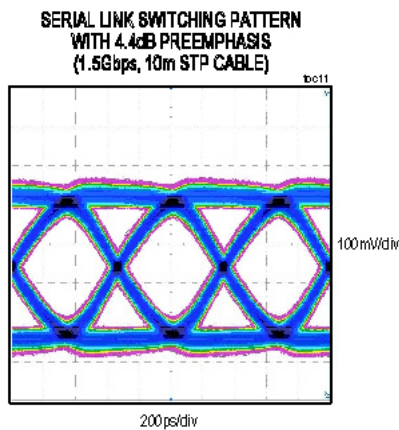 SERIAL LINK SWITCHING PATTERN
WITH 4.4dB PREEMPHASIS
(1.5Gbps, 10m STP CABLE)
toc11
100mV/div
200ps/div